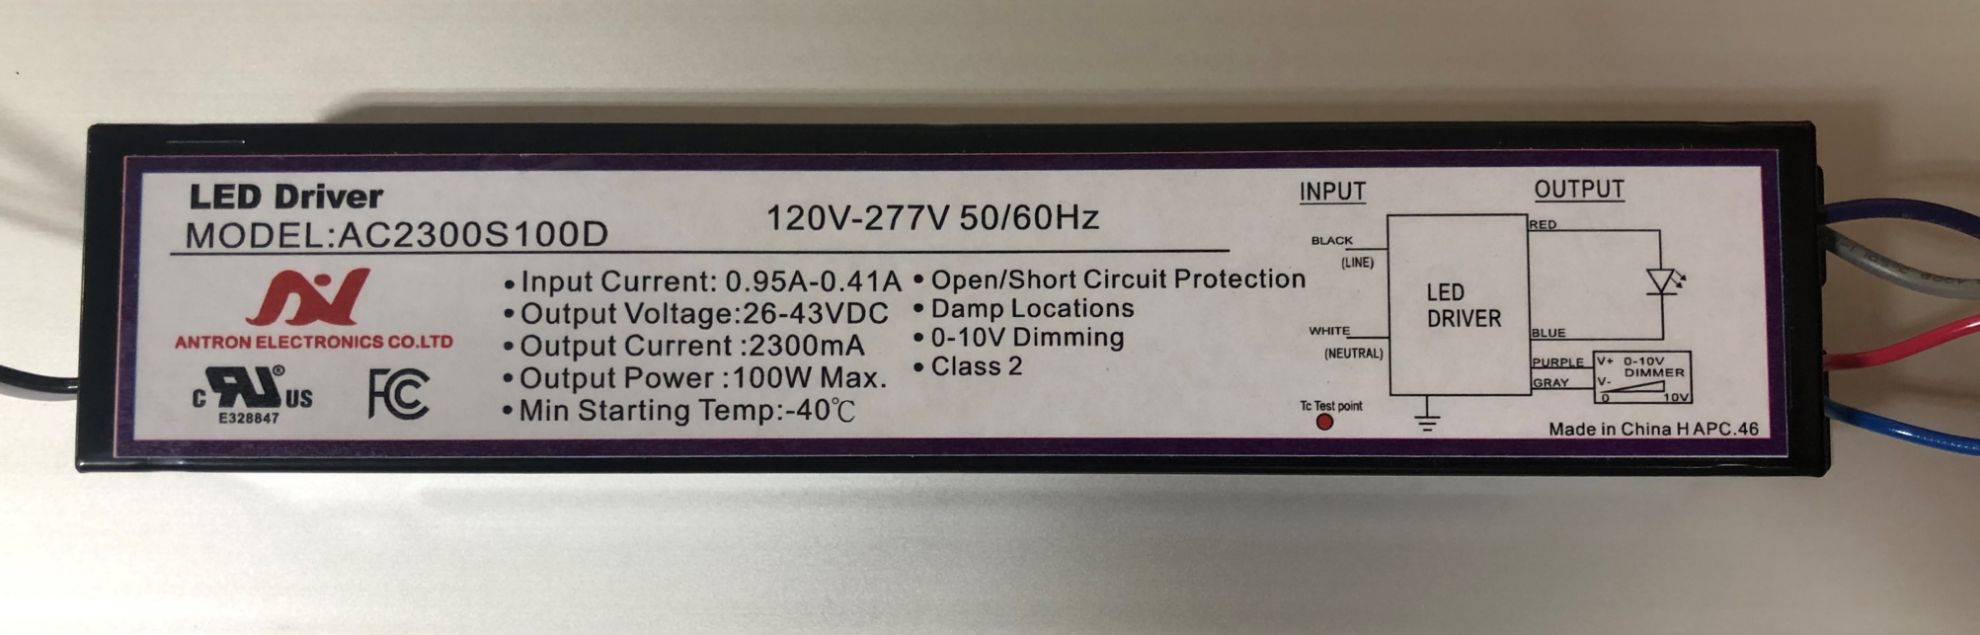 LED Driver
MODEL:AC2300S100D
120V-277V 50/60Hz
ANTRON ELECTRONICS CO.LTD
C RU® US
E328847
FC
•Input Current: 0.95A-0.41A
•Output Voltage:26-43VDC
•Output Current :2300mA
•Output Power :100W Max.
•Min Starting Temp:-40℃
•Open/Short Circuit Protection
•Damp Locations
•0-10V Dimming
•Class 2
INPUT
OUTPUT
BLACK
(LINE)
WHITE
(NEUTRAL)
LED
DRIVER
RED
BLUE
PURPLE
GRAY
V+ 0-10V
DIMMER
V-
0 10V
Tc Test point
Made in China H APC.46